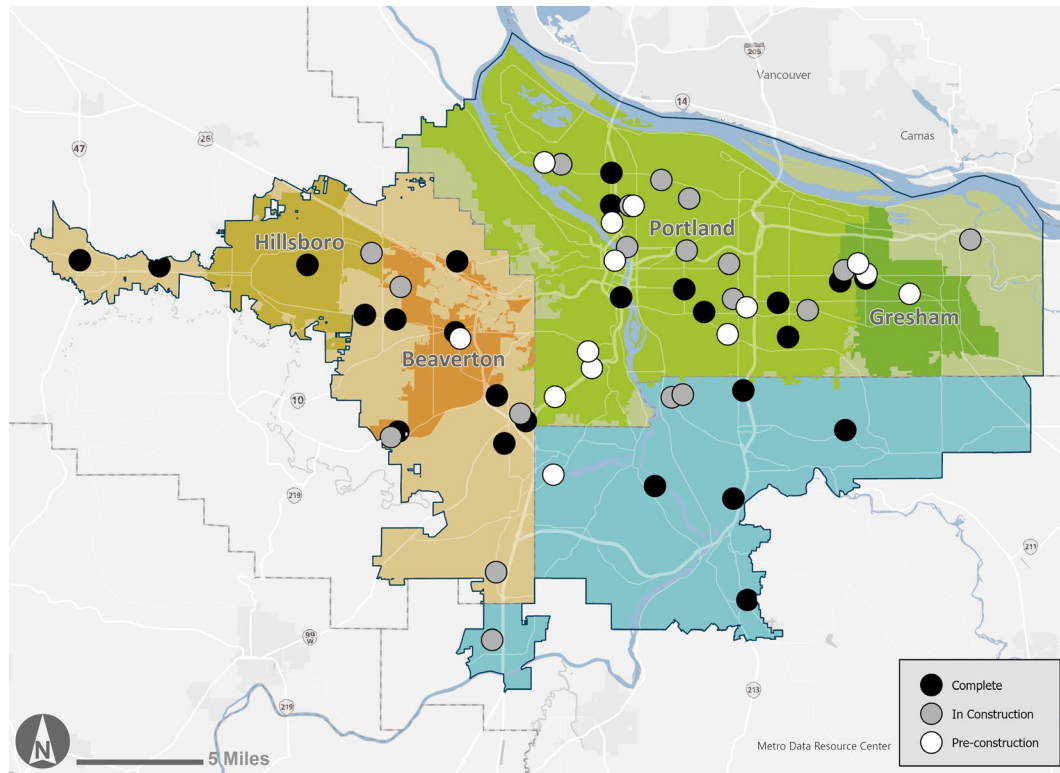 205
Vancouver
14
Camas
26
47
Hillsboro
Portland
Gresham
Beaverton
10
219
211
99
W
219
213
Complete
In Construction
Pre-construction
N
5 Miles
Metro Data Resource Center